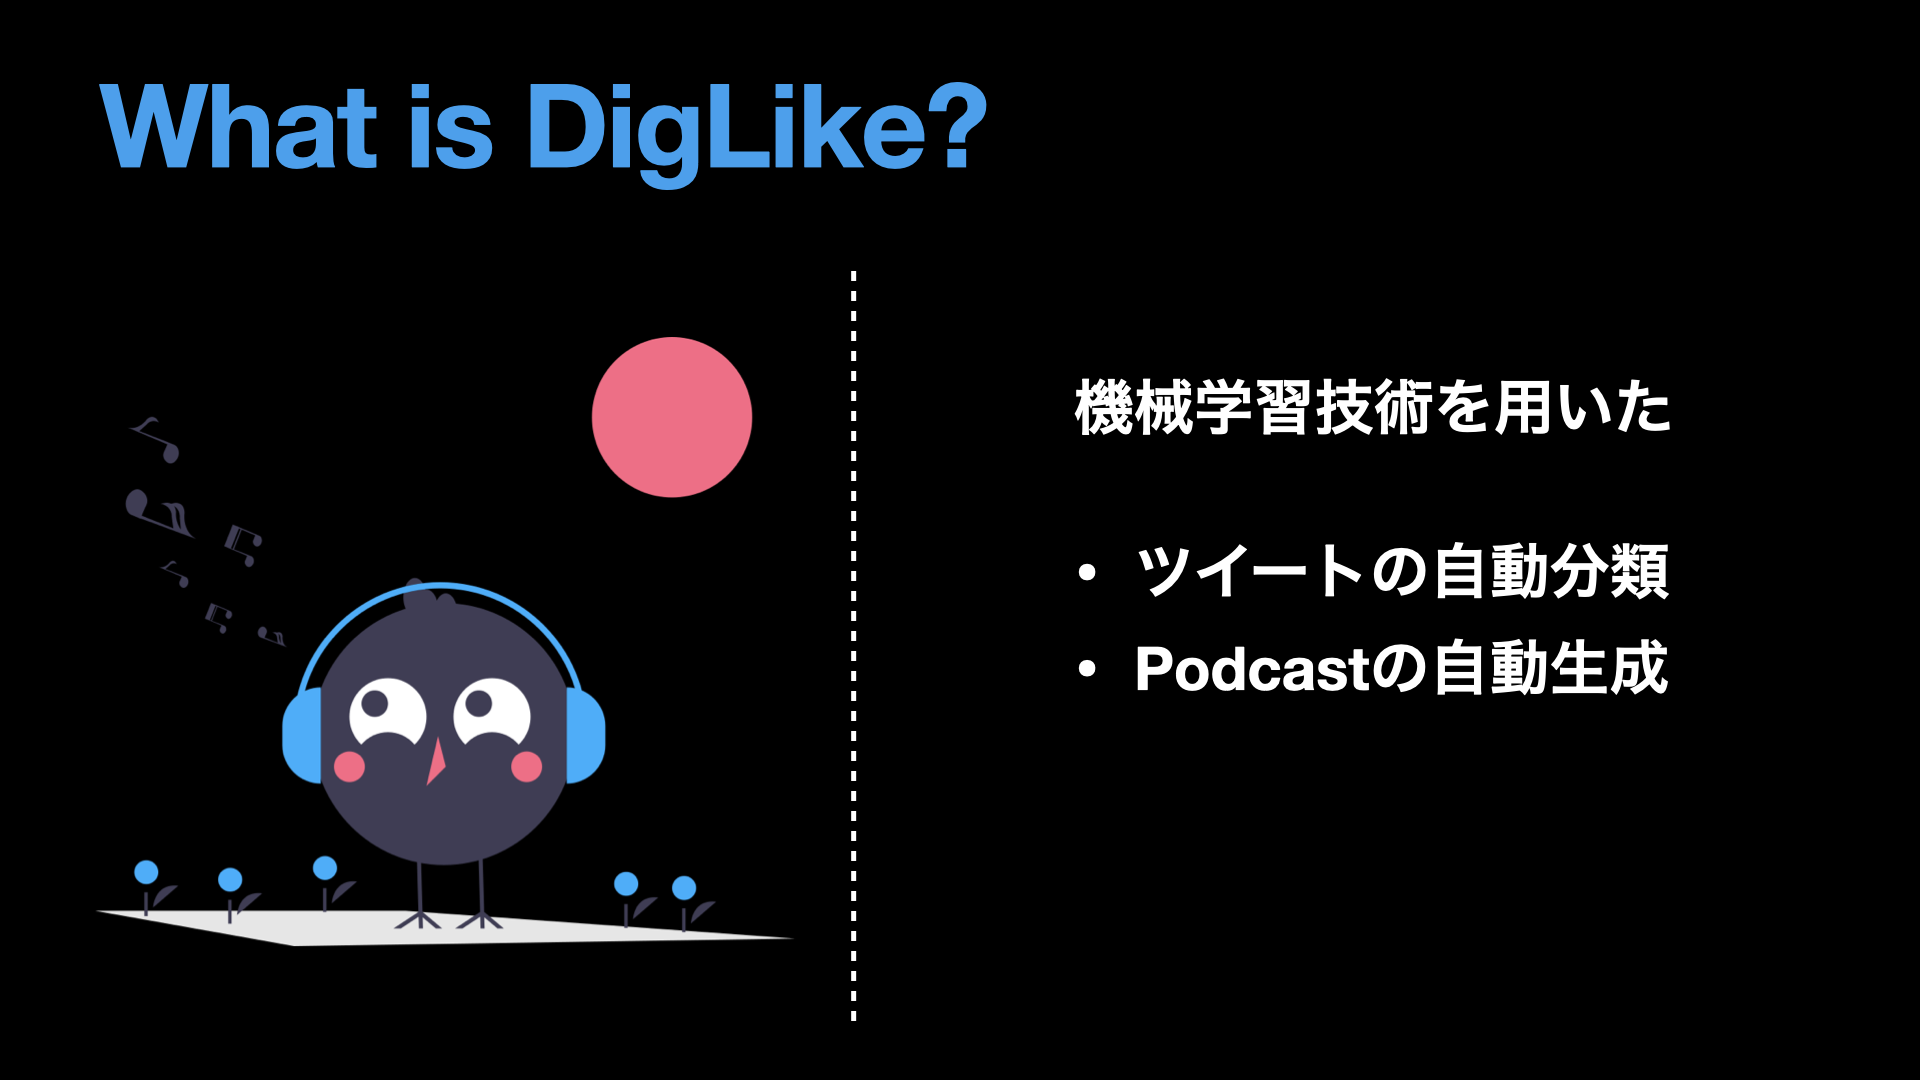 What is DigLike?
機械学習技術を用いた
• ツイートの自動分類
• Podcastの自動生成